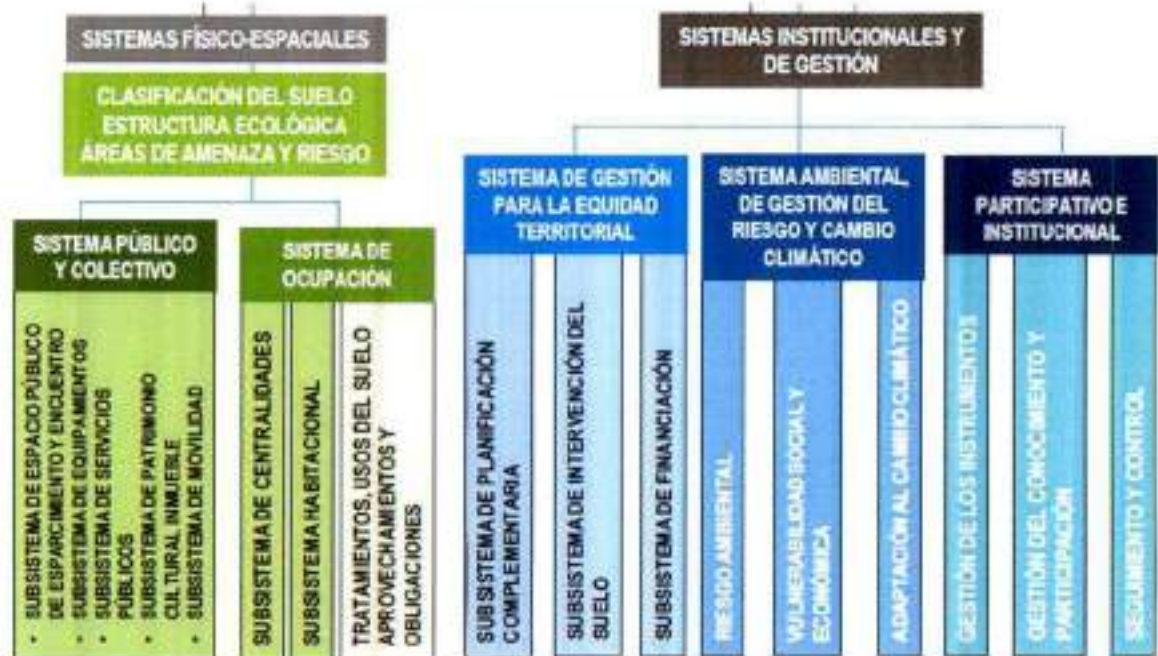 SISTEMAS FÍSICO-ESPACIALES
CLASIFICACIÓN DEL SUELO
ESTRUCTURA ECOLÓGICA
ÁREAS DE AMENAZA Y RIESGO
SISTEMA PÚBLICO
Y COLECTIVO
• SUBSISTEMA DE ESPACIO PÚBLICO
DE ESPARCIMIENTO Y ENCUENTRO
• SUBSISTEMA DE EQUIPAMIENTOS
• SUBSISTEMA DE SERVICIOS
PÚBLICOS
• SUBSISTEMA DE PATRIMONIO
CULTURAL INMUEBLE
• SUBSISTEMA DE MOVILIDAD
SISTEMA DE
OCUPACIÓN
SUBSISTEMA DE CENTRALIDADES
SUBSISTEMA HABITACIONAL
TRATAMIENTOS, USOS DEL SUELO
APROVECHAMIENTOS Y
OBLIGACIONES
SISTEMAS INSTITUCIONALES Y
DE GESTIÓN
SISTEMA DE GESTIÓN
PARA LA EQUIDAD
TERRITORIAL
SUBSISTEMA DE PLANIFICACIÓN
COMPLEMENTARIA
SUBSISTEMA DE INTERVENCIÓN DEL
SUELO
SUBSISTEMA DE FINANCIACIÓN
SISTEMA AMBIENTAL,
DE GESTIÓN DEL
RIESGO Y CAMBIO
CLIMÁTICO
RIESGO AMBIENTAL
VULNERABILIDAD SOCIAL Y
ECONÓMICA
ADAPTACIÓN AL CAMBIO CLIMÁTICO
SISTEMA
PARTICIPATIVO E
INSTITUCIONAL
GESTIÓN DE LOS INSTRUMENTOS
GESTIÓN DEL CONOCIMIENTO Y
PARTICIPACIÓN
SEGUIMIENTO Y CONTROL